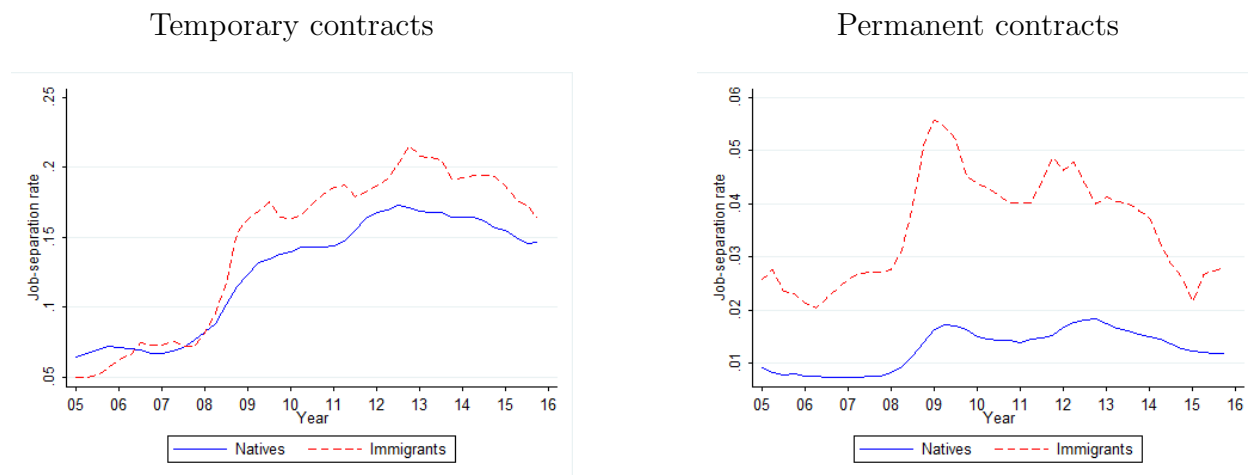 Temporary contracts
Job-separation rate
.25
.2
.15
.1
.05
05 06 07 08 09 10 11 12 13 14 15 16
Year
Natives Immigrants
Permanent contracts
Job-separation rate
.06
.05
.04
.03
.02
.01
05 06 07 08 09 10 11 12 13 14 15 16
Year
Natives Immigrants